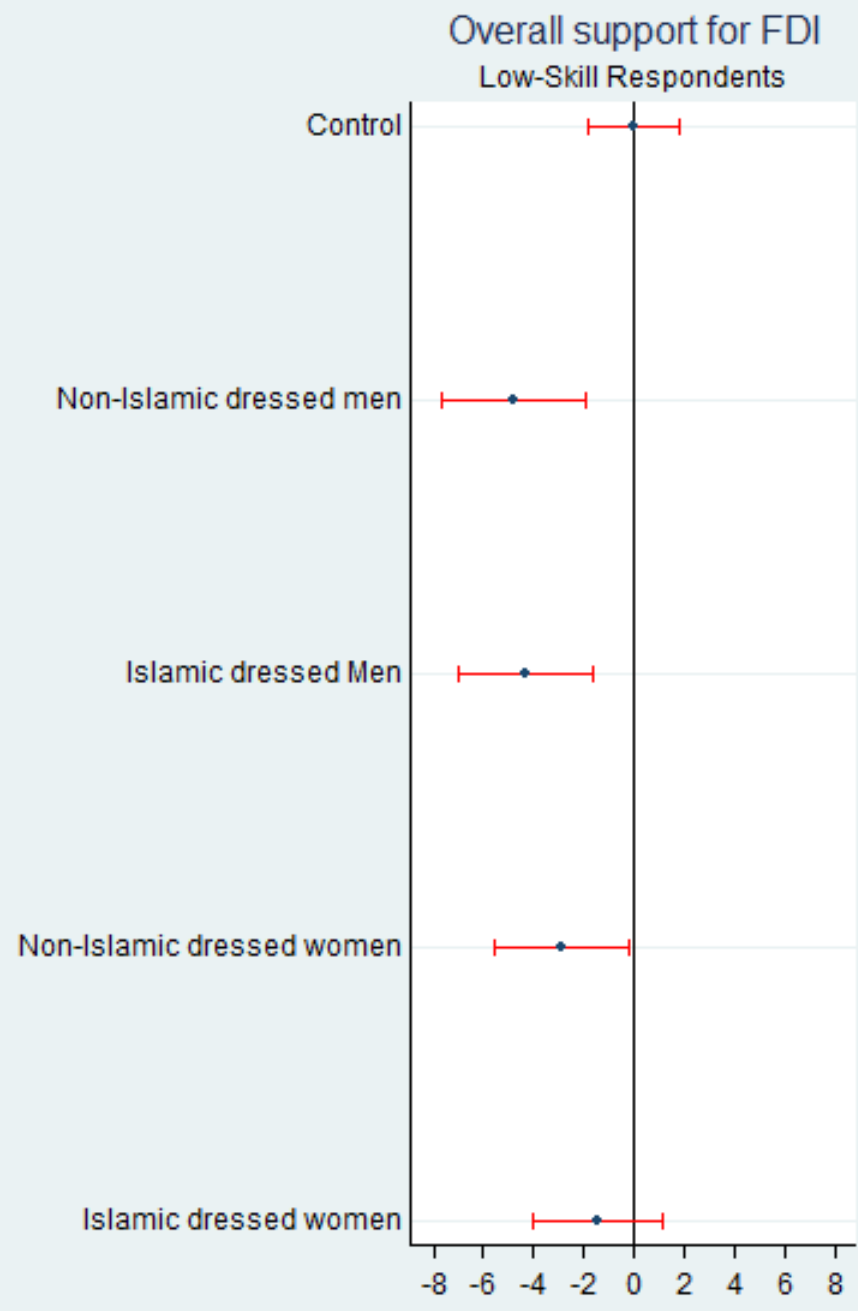 Overall support for FDI
Low-Skill Respondents
Control
Non-Islamic dressed men
Islamic dressed Men
Non-Islamic dressed women
Islamic dressed women
-8 -6 -4 -2 0 2 4 6 8